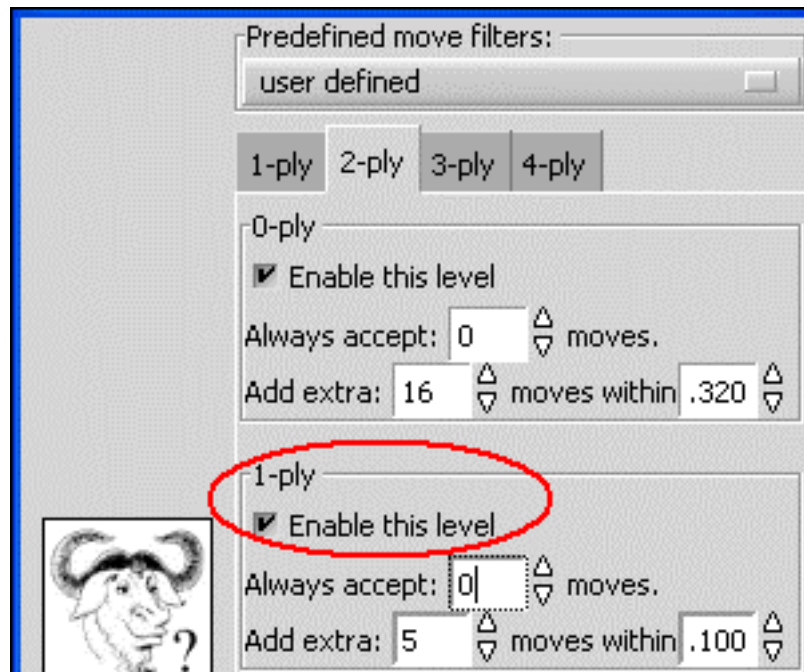 Predefined move filters:
user defined
1-ply 2-ply 3-ply 4-ply
0-ply
Enable this level
Always accept: 0 moves.
Add extra: 16 moves within .320
1-ply
Enable this level
Always accept: 0 moves.
Add extra: 5 moves within .100
?